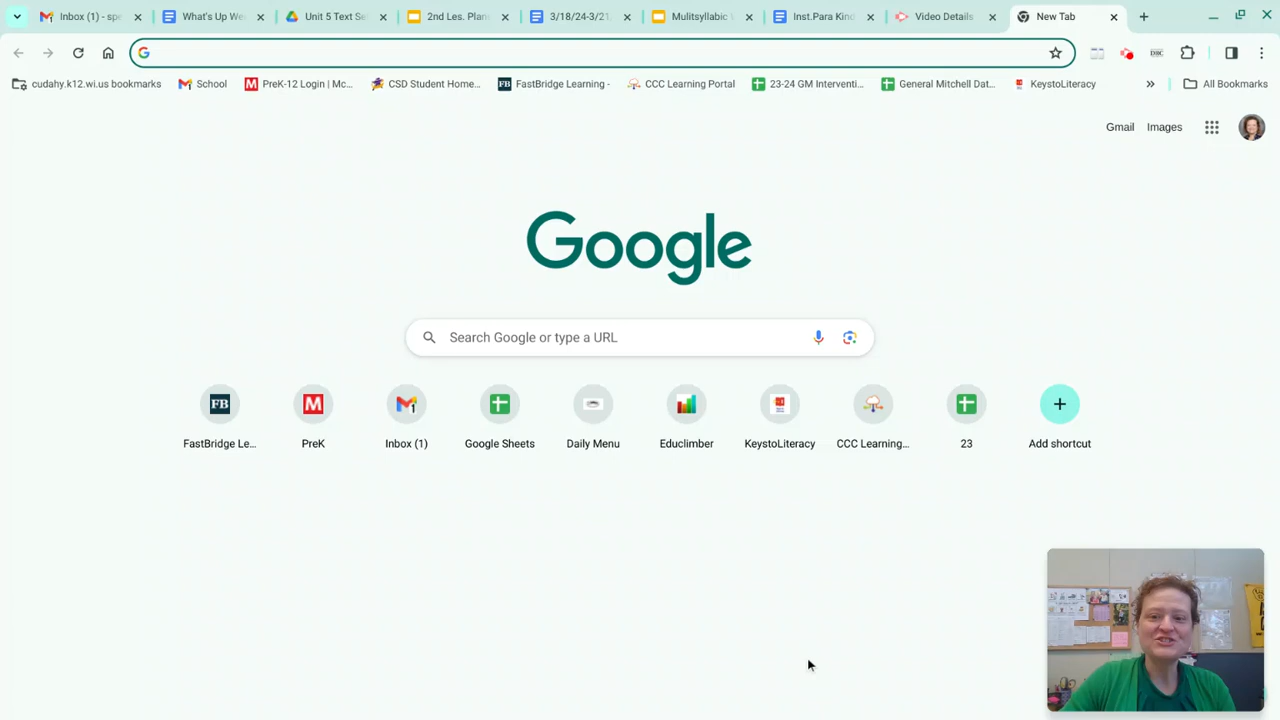 Inbox (1) - spe
What's Up We
Unit 5 Text Se
2nd Les. Plan
3/18/24-3/21
Mulitsyllabic
Inst.Para Kind
Video Details
New Tab
cudahy.k12.wi.us bookmarks
School
PreK-12 Login | Mc...
CSD Student Home...
FastBridge Learning -
CCC Learning Portal
23-24 GM Interventi...
General Mitchell Dat...
KeystoLiteracy
All Bookmarks
Gmail
Images
Google
Search Google or type a URL
FastBridge Le...
PreK
Inbox (1)
Google Sheets
Daily Menu
Educlimber
KeystoLiteracy
CCC Learning...
23
Add shortcut